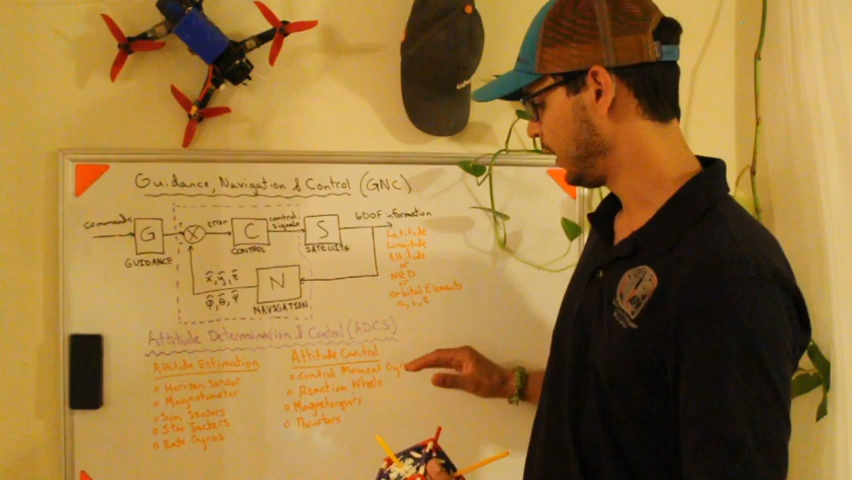 Guidance, Navigation & Control (GNC)
commands
G
GUIDANCE
X
Error
C
CONTROL
control signals
S
SATELLITE
6DOF information
Latitude
Longitude
Altitude
or
NED
or
Orbital Elements
a, i, e
N
NAVIGATION
x̂, ŷ, ẑ
φ̂, θ̂, ψ̂
Attitude Determination & Control (ADCS)
Attitude Estimation
o Horizon Sensor
o Magnetometer
o Sun Sensors
o Star Trackers
o Rate Gyros
Attitude Control
o Control Moment Gyro
o Reaction Wheels
o Magnetorquers
o Thrusters